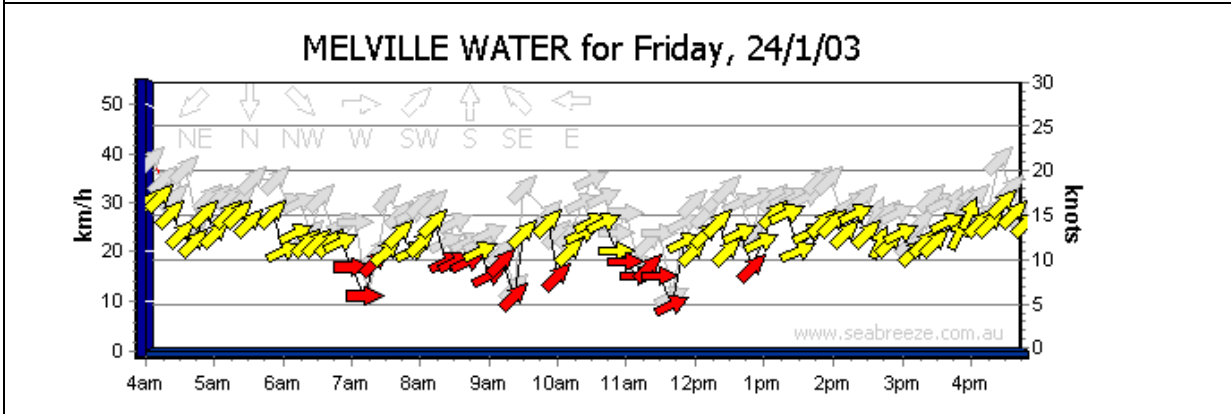 MELVILLE WATER for Friday, 24/1/03
NE N NW W SW S SE E
km/h
50
40
30
20
10
0
30
25
20
15
10
5
0
knots
www.seabreeze.com.au
4am 5am 6am 7am 8am 9am 10am 11am 12pm 1pm 2pm 3pm 4pm